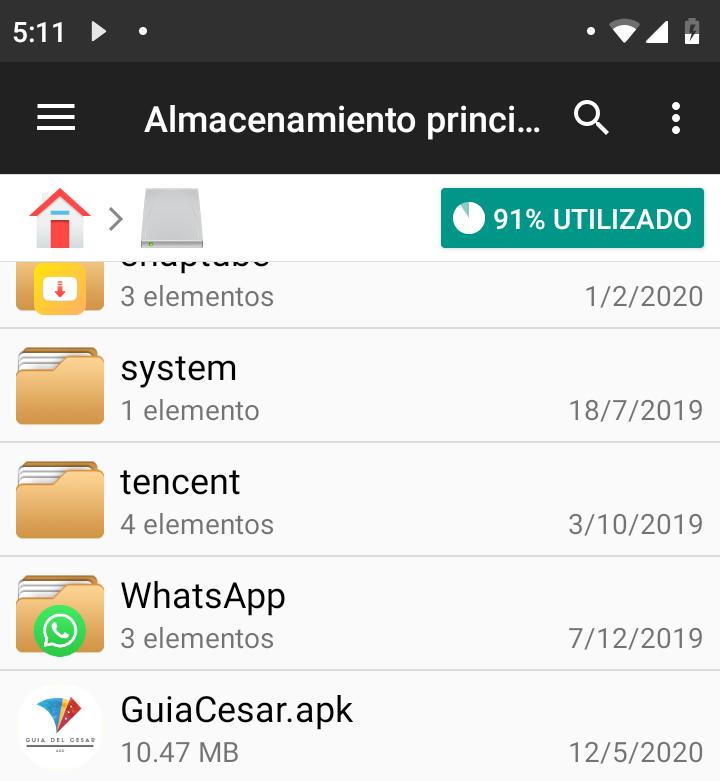 5:11
Almacenamiento princi...
91% UTILIZADO
snaptube
3 elementos
1/2/2020
system
1 elemento
18/7/2019
tencent
4 elementos
3/10/2019
WhatsApp
3 elementos
7/12/2019
GUIA DEL CESAR
GuiaCesar.apk
10.47 MB
12/5/2020